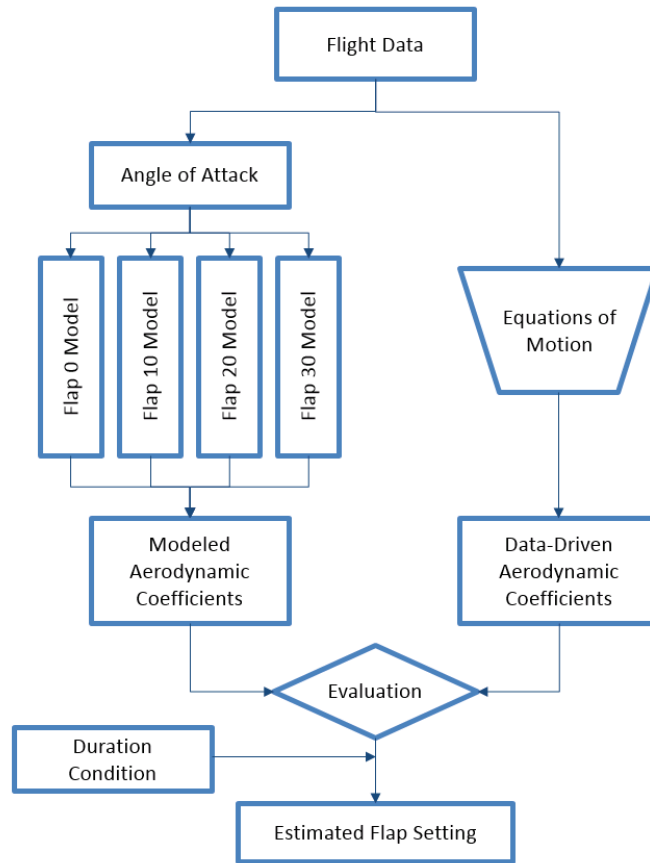 Flight Data
Angle of Attack
Flap 0 Model
Flap 10 Model
Flap 20 Model
Flap 30 Model
Equations of
Motion
Modeled
Aerodynamic
Coefficients
Data-Driven
Aerodynamic
Coefficients
Evaluation
Duration
Condition
Estimated Flap Setting